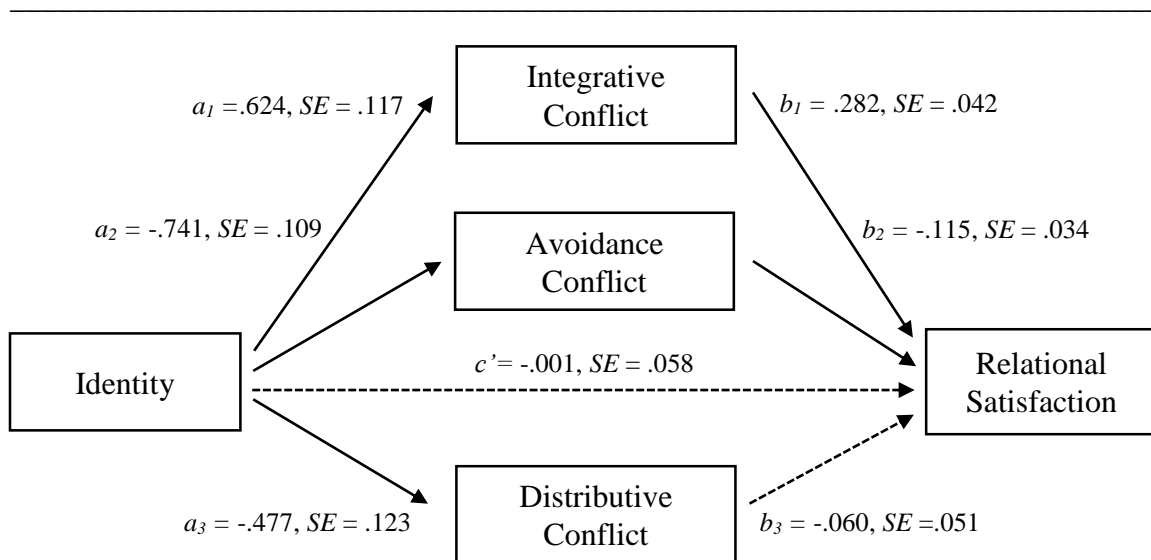 Integrative
Conflict
a1 =.624, SE = .117
b1 = .282, SE = .042
a2 = -.741, SE = .109
b2 = -.115, SE = .034
Avoidance
Conflict
Identity
c’= -.001, SE = .058
Relational
Satisfaction
Distributive
Conflict
a3 = -.477, SE = .123
b3 = -.060, SE =.051